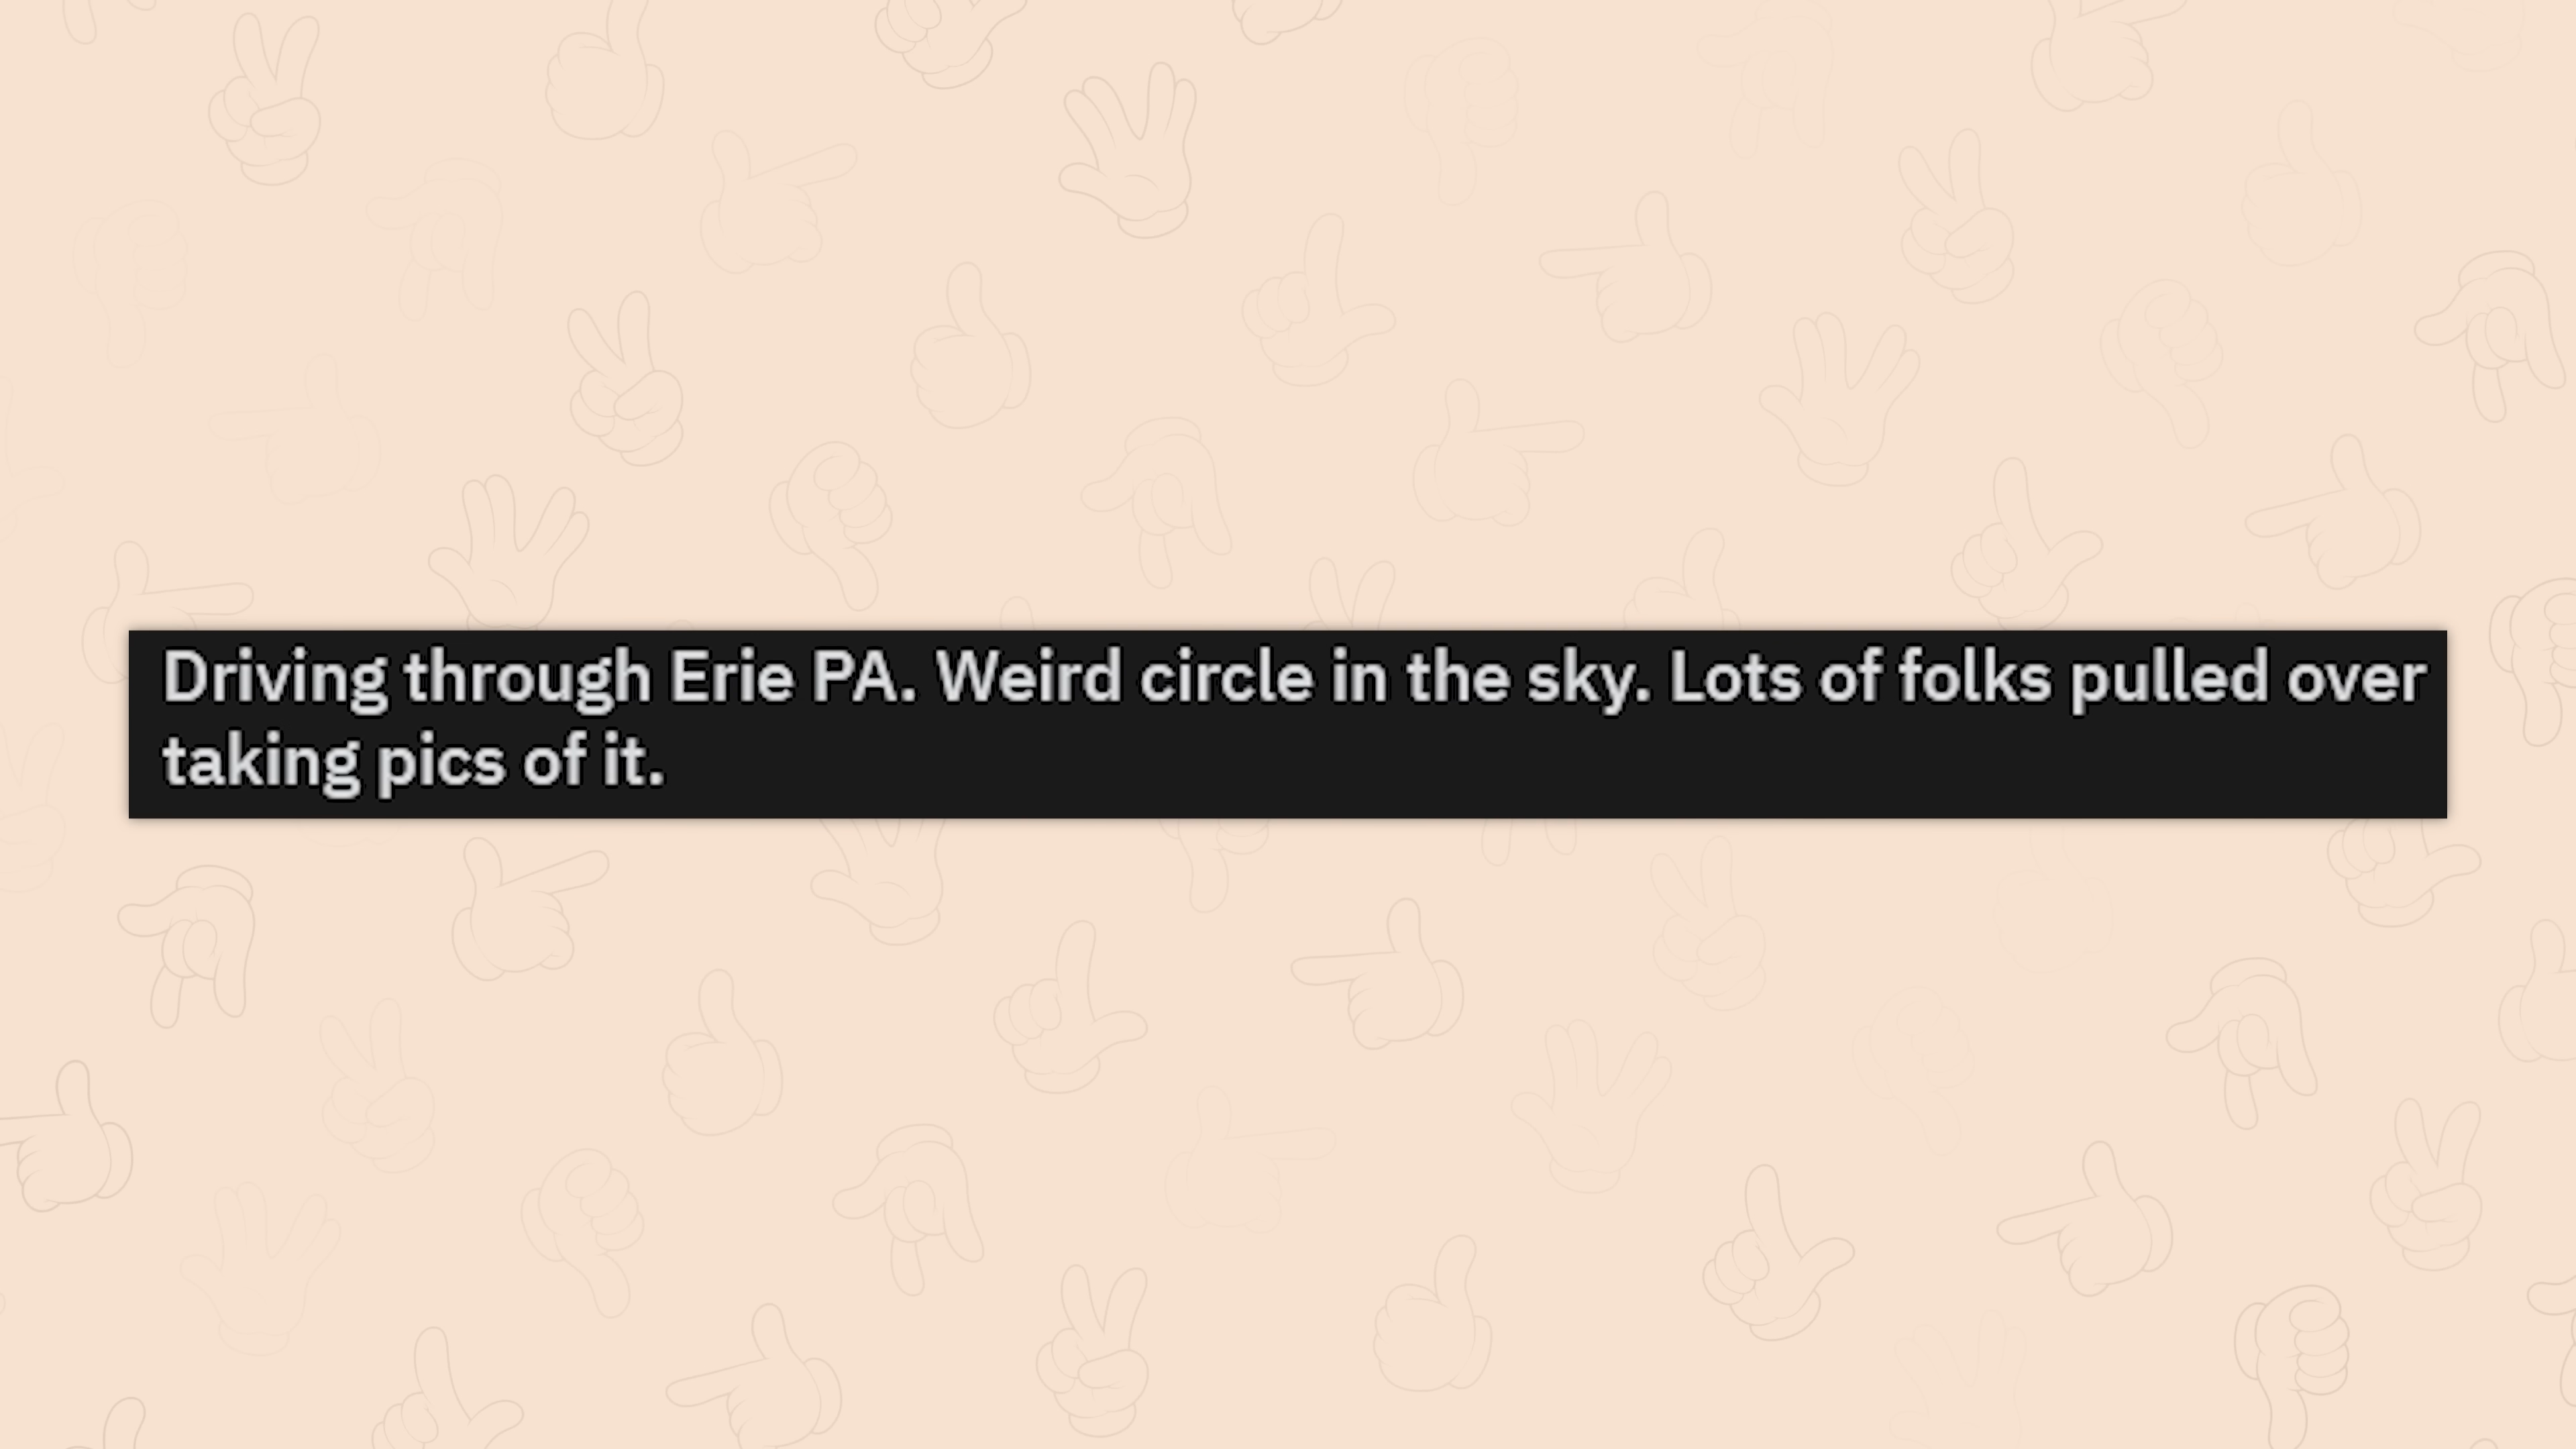 Driving through Erie PA. Weird circle in the sky. Lots of folks pulled over
taking pics of it.